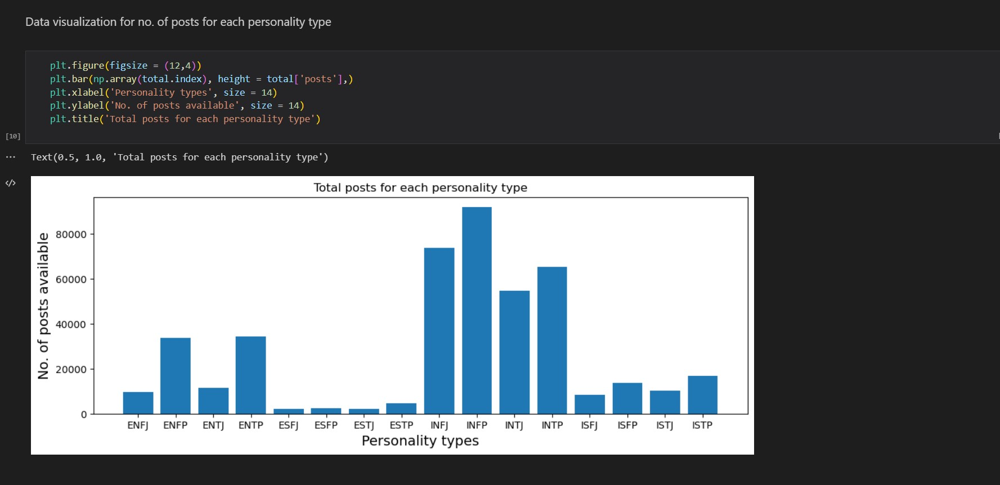 Data visualization for no. of posts for each personality type
plt.figure(figsize = (12,4))
plt.bar(np.array(total.index), height = total['posts'],)
plt.xlabel('Personality types', size = 14)
plt.ylabel('No. of posts available', size = 14)
plt.title('Total posts for each personality type')
[10]
... Text(0.5, 1.0, 'Total posts for each personality type')
</>
Total posts for each personality type
No. of posts available
80000
60000
40000
20000
0
ENFJ ENFP ENTJ ENTP ESFJ ESFP ESTJ ESTP INFJ INFP INTJ INTP ISFJ ISFP ISTJ ISTP
Personality types